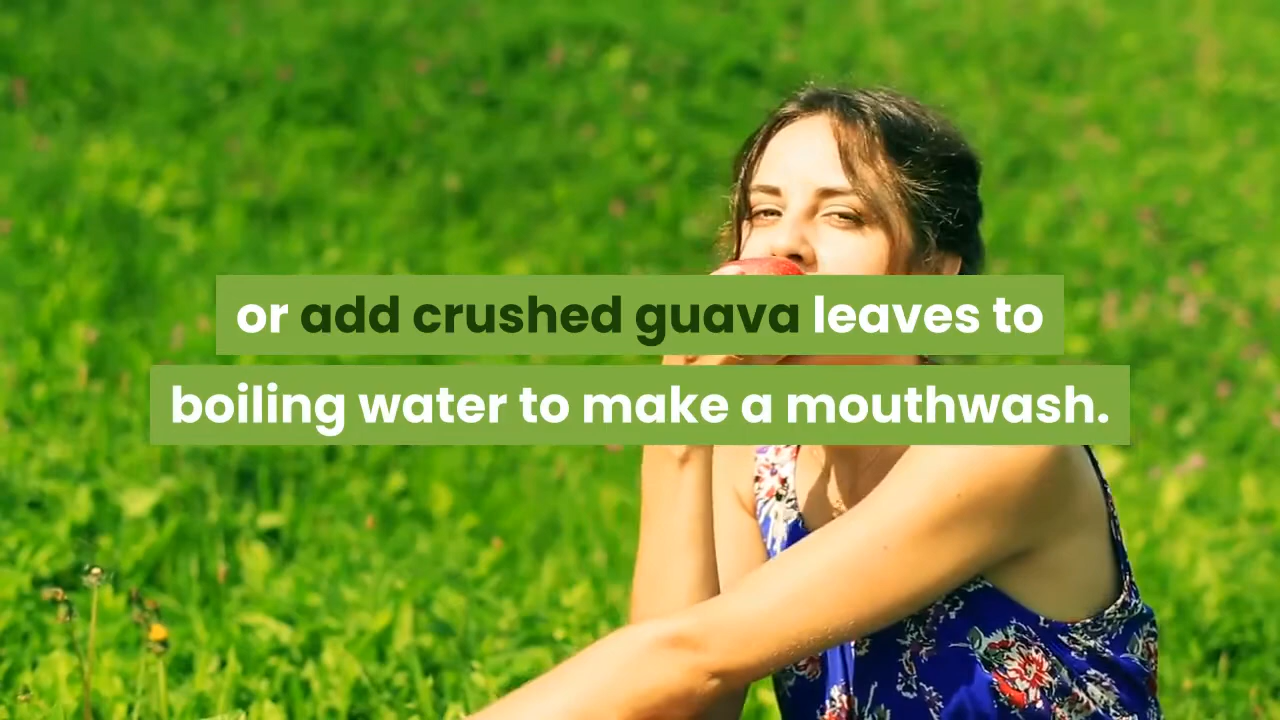 or add crushed guava leaves to
boiling water to make a mouthwash.